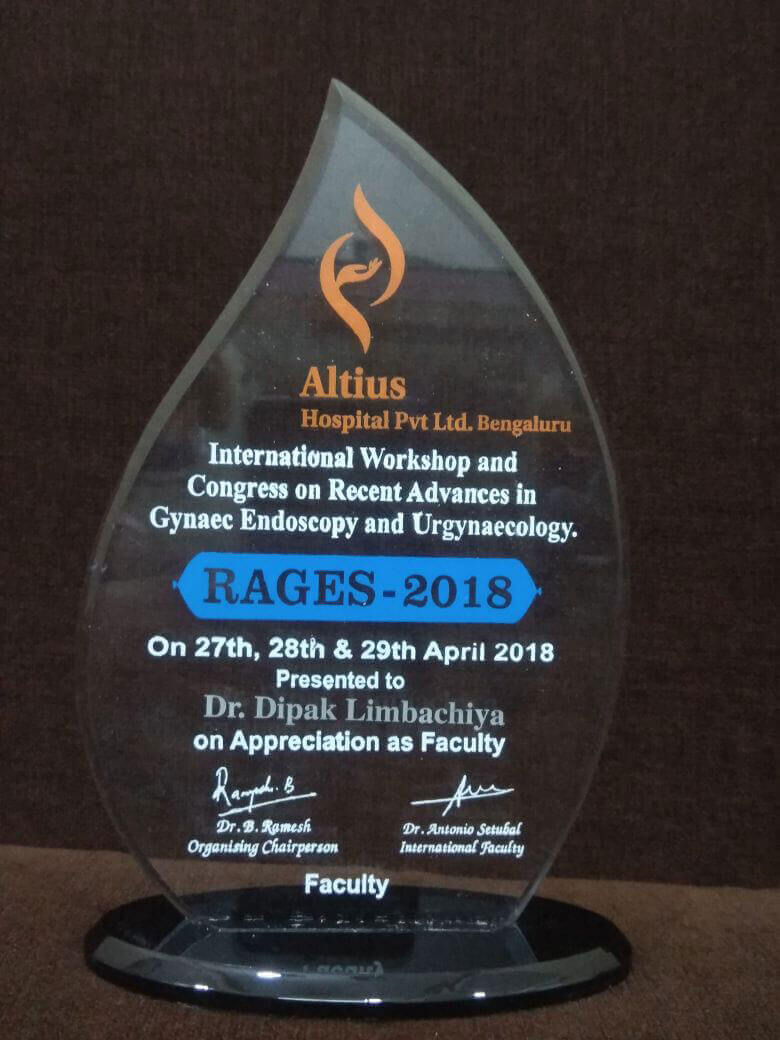 Altius
Hospital Pvt Ltd. Bengaluru
International Workshop and
Congress on Recent Advances in
Gynaec Endoscopy and Urgynaecology.
RAGES-2018
On 27th, 28th & 29th April 2018
Presented to
Dr. Dipak Limbachiya
on Appreciation as Faculty
Ramesh. B
Dr. B. Ramesh
Organising Chairperson
Dr. Antonio Setubal
International Faculty
Faculty